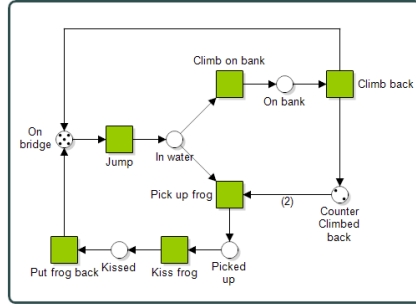 Climb on bank
On bank
Climb back
On
bridge
Jump
In water
Pick up frog
(2)
Counter
Climbed
back
Put frog back
Kissed
Kiss frog
Picked
up